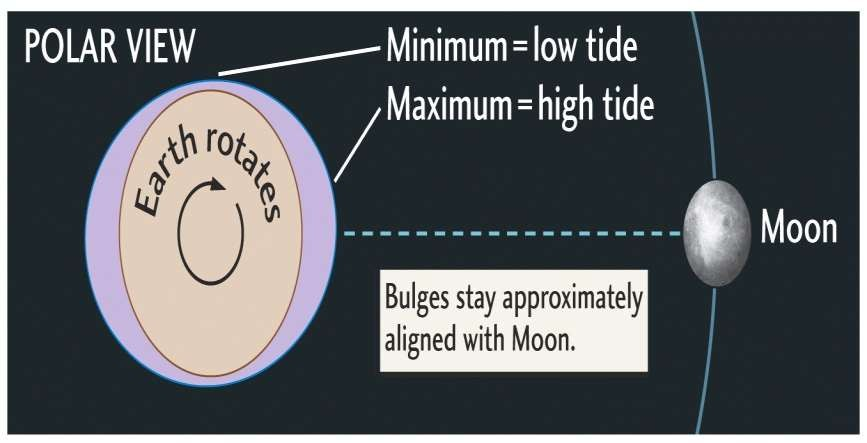 POLAR VIEW
Minimum = low tide
Maximum = high tide
Earth rotates
Moon
Bulges stay approximately
aligned with Moon.